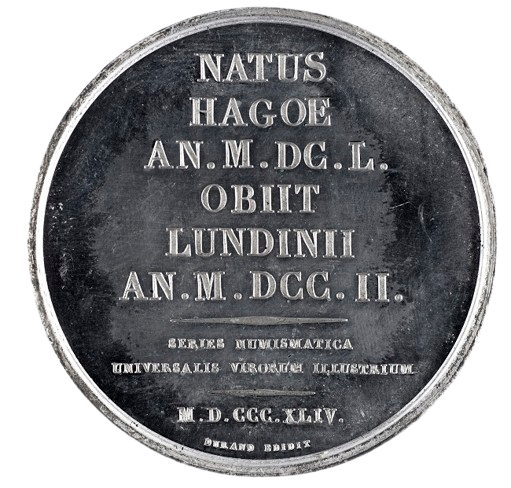 NATUS
HAGOE
AN. M. DC. L.
OBIIT
LUNDINII
AN. M. DCC. II.
SERIES NUMISMATICA
UNIVERSALIS VIRORUM ILLUSTRIUM
M. D. CCC. XLIV.
DURAND EDIDIT